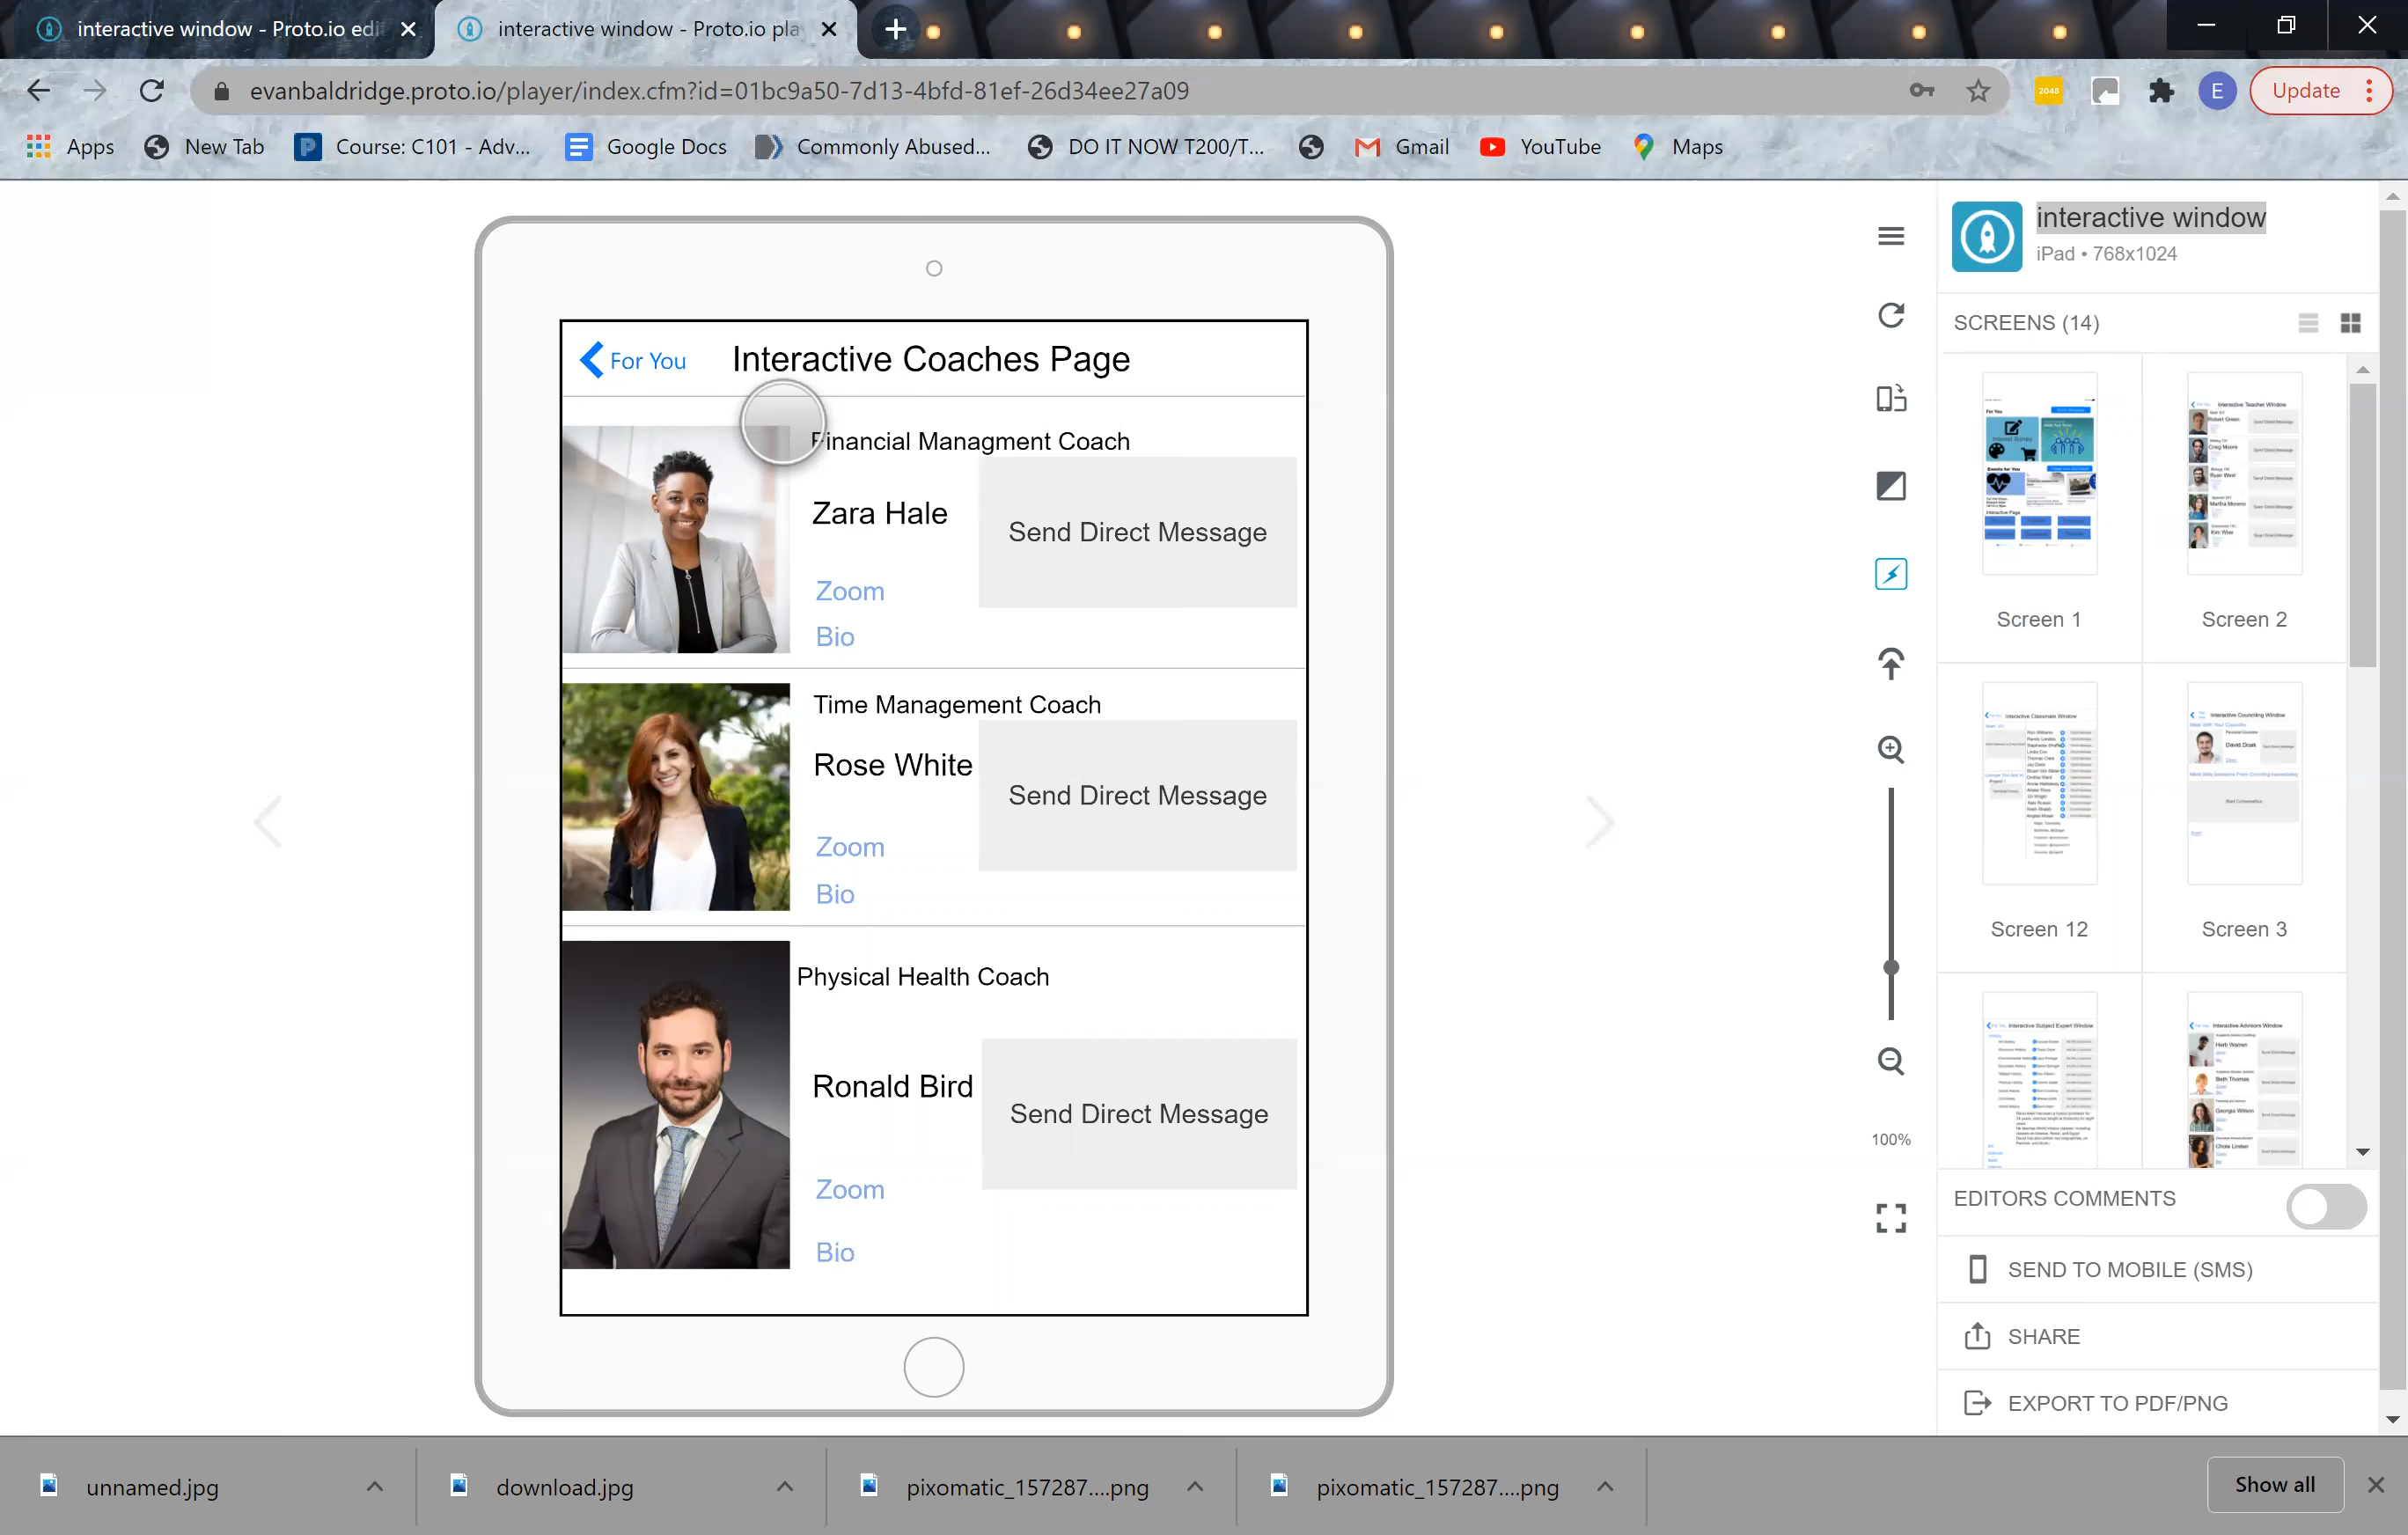 interactive window - Proto.io edi
interactive window - Proto.io pla
evanbaldridge.proto.io/player/index.cfm?id=01bc9a50-7d13-4bfd-81ef-26d34ee27a09
2048
E
Update
Apps
New Tab
Course: C101 - Adv...
Google Docs
Commonly Abused...
DO IT NOW T200/T...
Gmail
YouTube
Maps
For You
Interactive Coaches Page
Financial Managment Coach
Zara Hale
Send Direct Message
Zoom
Bio
Time Management Coach
Rose White
Send Direct Message
Zoom
Bio
Physical Health Coach
Ronald Bird
Send Direct Message
Zoom
Bio
100%
interactive window
iPad • 768x1024
SCREENS (14)
Screen 1
Screen 2
Screen 12
Screen 3
EDITORS COMMENTS
SEND TO MOBILE (SMS)
SHARE
EXPORT TO PDF/PNG
unnamed.jpg
download.jpg
pixomatic_157287....png
pixomatic_157287....png
Show all